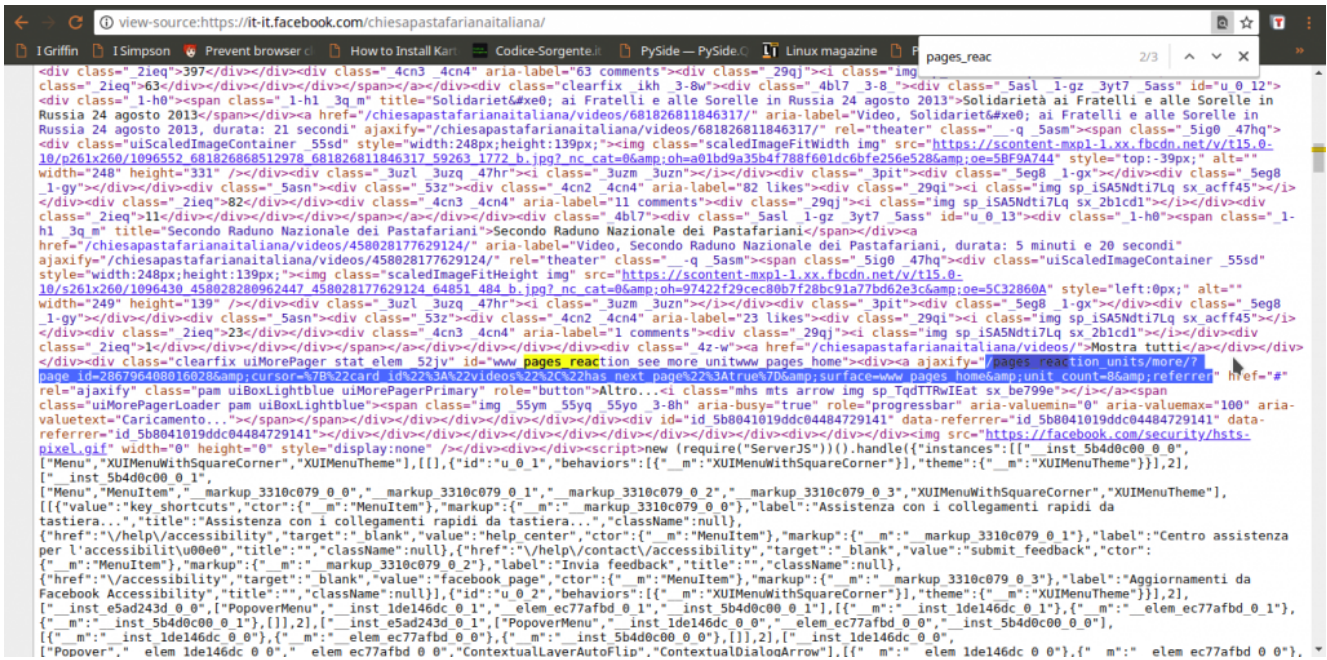 view-source:https://it-it.facebook.com/chiesapastafarianaitaliana/
I Griffin I Simpson Prevent browser c How to Install Kart Codice-Sorgente.it PySide — PySide.Q Linux magazine P »
pages_reac 2/3
<div class="_2ieq">397</div></div><div class="_4cn3 _4cn4" aria-label="63 comments"><div class="_29qj"><i class="img
class="_2ieq">63</div></div></div></div></span></a></div><div class="clearfix _ikh _3-8w"><div class="_4bl7 _3-8_"><div class="_5asl _1-gz _3yt7 _5ass" id="u_0_12">
<div class="_1-h0"><span class="_1-h1 _3q_m" title="Solidariet&#xe0; ai Fratelli e alle Sorelle in Russia 24 agosto 2013">Solidarietà ai Fratelli e alle Sorelle in
Russia 24 agosto 2013</span></div><a href="/chiesapastafarianaitaliana/videos/681826811846317/" aria-label="Video, Solidariet&#xe0; ai Fratelli e alle Sorelle in
Russia 24 agosto 2013, durata: 21 secondi" ajaxify="/chiesapastafarianaitaliana/videos/681826811846317/" rel="theater" class="__-q _5asm"><span class="_5ig0 _47hq">
<div class="uiScaledImageContainer _55sd" style="width:248px;height:139px;"><img class="scaledImageFitWidth img" src="https://scontent-mxp1-1.xx.fbcdn.net/v/t15.0-
10/p261x260/1096552_681826868512978_681826811846317_59263_1772_b.jpg?_nc_cat=0&amp;oh=a01bd9a35b4f788f601dc6bfe256e528&amp;oe=5BF9A744" style="top:-39px;" alt=""
width="248" height="331" /></div><div class="_3uzl _3uzq _47hr"><i class="_3uzm _3uzn"></i></div><div class="_3pit"><div class="_5eg8 _1-gx"></div><div class="_5eg8
_1-gy"></div></div><div class="_5asn"><div class="_53z"><div class="_4cn2 _4cn4" aria-label="82 likes"><div class="_29qi"><i class="img sp_iSA5Ndti7Lq sx_acff45"></i>
</div><div class="_2ieq">82</div></div><div class="_4cn3 _4cn4" aria-label="11 comments"><div class="_29qj"><i class="img sp_iSA5Ndti7Lq sx_2b1cd1"></i></div><div
class="_2ieq">11</div></div></div></div></span></a></div><div class="_4bl7"><div class="_5asl _1-gz _3yt7 _5ass" id="u_0_13"><div class="_1-h0"><span class="_1-
h1 _3q_m" title="Secondo Raduno Nazionale dei Pastafariani">Secondo Raduno Nazionale dei Pastafariani</span></div><a
href="/chiesapastafarianaitaliana/videos/458028177629124/" aria-label="Video, Secondo Raduno Nazionale dei Pastafariani, durata: 5 minuti e 20 secondi"
ajaxify="/chiesapastafarianaitaliana/videos/458028177629124/" rel="theater" class="__-q _5asm"><span class="_5ig0 _47hq"><div class="uiScaledImageContainer _55sd"
style="width:248px;height:139px;"><img class="scaledImageFitHeight img" src="https://scontent-mxp1-1.xx.fbcdn.net/v/t15.0-
10/s261x260/1096430_458028280962447_458028177629124_64851_484_b.jpg?_nc_cat=0&amp;oh=97422f29cec80b7f28bc91a77bd62e3c&amp;oe=5C32860A" style="left:0px;" alt=""
width="249" height="139" /></div><div class="_3uzl _3uzq _47hr"><i class="_3uzm _3uzn"></i></div><div class="_3pit"><div class="_5eg8 _1-gx"></div><div class="_5eg8
_1-gy"></div></div><div class="_5asn"><div class="_53z"><div class="_4cn2 _4cn4" aria-label="23 likes"><div class="_29qi"><i class="img sp_iSA5Ndti7Lq sx_acff45"></i>
</div><div class="_2ieq">23</div></div><div class="_4cn3 _4cn4" aria-label="1 comments"><div class="_29qj"><i class="img sp_iSA5Ndti7Lq sx_2b1cd1"></i></div><div
class="_2ieq">1</div></div></div></div></span></a></div></div></div><div class="_4z-w"><a href="/chiesapastafarianaitaliana/videos/">Mostra tutti</a></div></div>
</div><div class="clearfix uiMorePager stat_elem _52jv" id="www_pages_reaction_see_more_unitwww_pages_home"><div><a ajaxify="/pages_reaction_units/more/?
page_id=286796408016028&amp;cursor=%7B%22card_id%22%3A%22videos%22%2C%22has_next_page%22%3Atrue%7D&amp;surface=www_pages_home&amp;unit_count=8&amp;referrer" href="#"
rel="ajaxify" class="pam uiBoxLightblue uiMorePagerPrimary" role="button">Altro...<i class="mhs mts arrow img sp_TqdTTRwIEat sx_be799e"></i></a><span
class="uiMorePagerLoader pam uiBoxLightblue"><span class="img _55ym _55yq _55yo _3-8h" aria-busy="true" role="progressbar" aria-valuemin="0" aria-valuemax="100" aria-
valuetext="Caricamento..."></span></span></div></div></div></div><div id="id_5b8041019ddc04484729141" data-referrer="id_5b8041019ddc04484729141" data-
referrer="id_5b8041019ddc04484729141"></div></div></div></div></div></div></div></div></div><img src="https://facebook.com/security/hsts-
pixel.gif" width="0" height="0" style="display:none" /></div></div><script>new (require("ServerJS"))().handle({"instances":[["__inst_5b4d0c00_0_0",
["Menu","XUIMenuWithSquareCorner","XUIMenuTheme"],[[],{"id":"u_0_1","behaviors":[{"__m":"XUIMenuWithSquareCorner"}],"theme":{"__m":"XUIMenuTheme"}}],2],
["__inst_5b4d0c00_0_1",
["Menu","MenuItem","__markup_3310c079_0_0","__markup_3310c079_0_1","__markup_3310c079_0_2","__markup_3310c079_0_3","XUIMenuWithSquareCorner","XUIMenuTheme"],
[[{"value":"key_shortcuts","ctor":{"__m":"MenuItem"},"markup":{"__m":"__markup_3310c079_0_0"},"label":"Assistenza con i collegamenti rapidi da
tastiera...","title":"Assistenza con i collegamenti rapidi da tastiera...","className":null},
{"href":"\/help\/accessibility","target":"_blank","value":"help_center","ctor":{"__m":"MenuItem"},"markup":{"__m":"__markup_3310c079_0_1"},"label":"Centro assistenza
per l'accessibilit\u00e0","title":"","className":null},{"href":"\/help\/contact\/accessibility","target":"_blank","value":"submit_feedback","ctor":
{"__m":"MenuItem"},"markup":{"__m":"__markup_3310c079_0_2"},"label":"Invia feedback","title":"","className":null},
{"href":"\/accessibility","target":"_blank","value":"facebook_page","ctor":{"__m":"MenuItem"},"markup":{"__m":"__markup_3310c079_0_3"},"label":"Aggiornamenti da
Facebook Accessibility","title":"","className":null}],{"id":"u_0_2","behaviors":[{"__m":"XUIMenuWithSquareCorner"}],"theme":{"__m":"XUIMenuTheme"}}],2],
["__inst_e5ad243d_0_0",["PopoverMenu","__inst_1de146dc_0_1","__elem_ec77afbd_0_1","__inst_5b4d0c00_0_1"],[{"__m":"__inst_1de146dc_0_1"},{"__m":"__elem_ec77afbd_0_1"},
{"__m":"__inst_5b4d0c00_0_1"},[]],2],["__inst_e5ad243d_0_1",["PopoverMenu","__inst_1de146dc_0_0","__elem_ec77afbd_0_0","__inst_5b4d0c00_0_0"],
[{"__m":"__inst_1de146dc_0_0"},{"__m":"__elem_ec77afbd_0_0"},{"__m":"__inst_5b4d0c00_0_0"},[]],2],["__inst_1de146dc_0_0",
["Popover","__elem_1de146dc_0_0","__elem_ec77afbd_0_0","ContextualLayerAutoFlip","ContextualDialogArrow"],[{"__m":"__elem_1de146dc_0_0"},{"__m":"__elem_ec77afbd_0_0"},